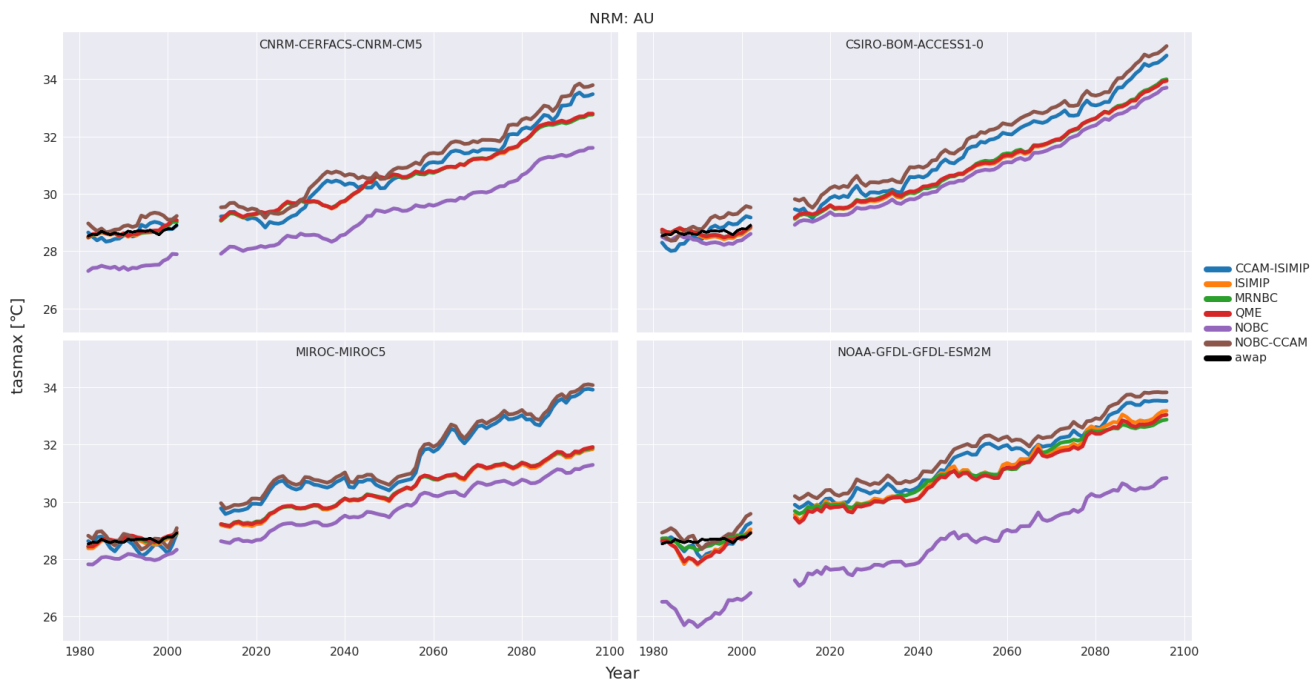 NRM: AU
CNRM-CERFACS-CNRM-CM5
CSIRO-BOM-ACCESS1-0
34
32
30
28
26
MIROC-MIROC5
NOAA-GFDL-GFDL-ESM2M
34
32
30
28
26
tasmax [°C]
1980 2000 2020 2040 2060 2080 2100
1980 2000 2020 2040 2060 2080 2100
Year
CCAM-ISIMIP
ISIMIP
MRNBC
QME
NOBC
NOBC-CCAM
awap